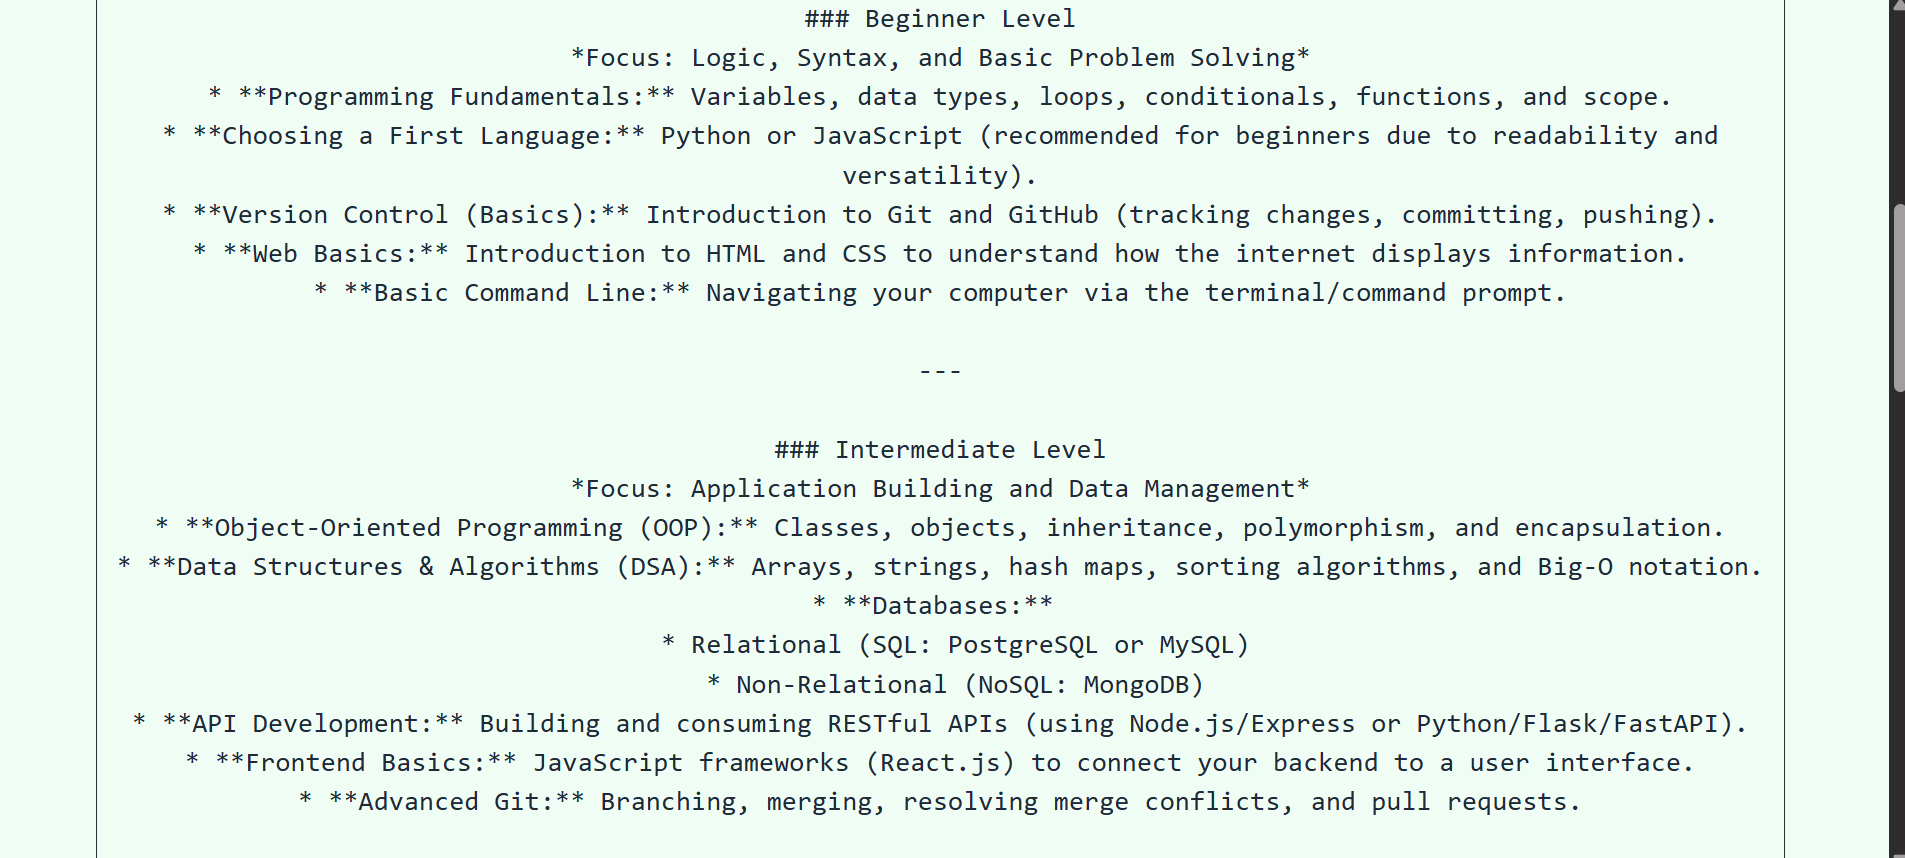 ### Beginner Level
*Focus: Logic, Syntax, and Basic Problem Solving*
* **Programming Fundamentals:** Variables, data types, loops, conditionals, functions, and scope.
* **Choosing a First Language:** Python or JavaScript (recommended for beginners due to readability and
versatility).
* **Version Control (Basics):** Introduction to Git and GitHub (tracking changes, committing, pushing).
* **Web Basics:** Introduction to HTML and CSS to understand how the internet displays information.
* **Basic Command Line:** Navigating your computer via the terminal/command prompt.
---
### Intermediate Level
*Focus: Application Building and Data Management*
* **Object-Oriented Programming (OOP):** Classes, objects, inheritance, polymorphism, and encapsulation.
* **Data Structures & Algorithms (DSA):** Arrays, strings, hash maps, sorting algorithms, and Big-O notation.
* **Databases:**
* Relational (SQL: PostgreSQL or MySQL)
* Non-Relational (NoSQL: MongoDB)
* **API Development:** Building and consuming RESTful APIs (using Node.js/Express or Python/Flask/FastAPI).
* **Frontend Basics:** JavaScript frameworks (React.js) to connect your backend to a user interface.
* **Advanced Git:** Branching, merging, resolving merge conflicts, and pull requests.